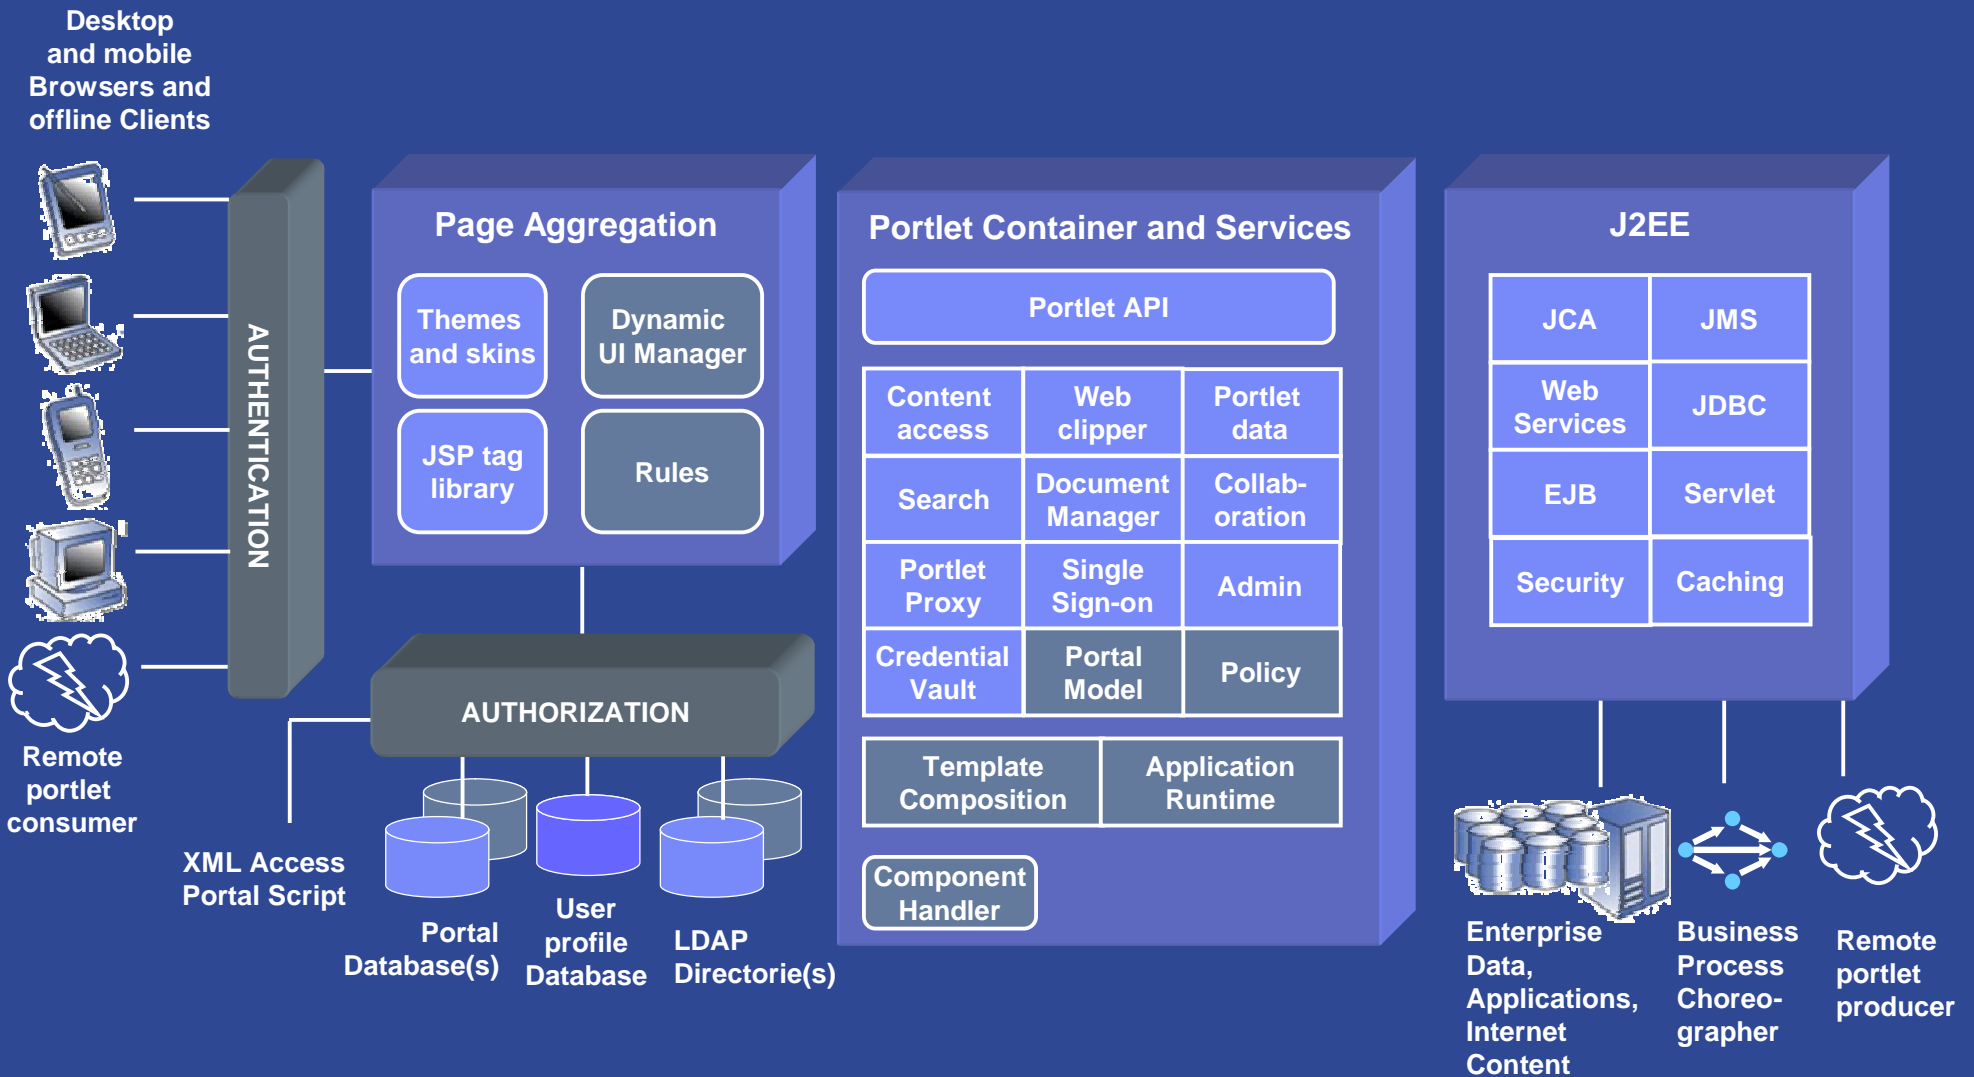 Desktop
and mobile
Browsers and
offline Clients
AUTHENTICATION
Remote
portlet
consumer
Page Aggregation
Themes
and skins
Dynamic
UI Manager
JSP tag
library
Rules
AUTHORIZATION
XML Access
Portal Script
Portal
Database(s)
User
profile
Database
LDAP
Directorie(s)
Portlet Container and Services
Portlet API
Content
access
Web
clipper
Portlet
data
Search
Document
Manager
Collab-
oration
Portlet
Proxy
Single
Sign-on
Admin
Credential
Vault
Portal
Model
Policy
Template
Composition
Application
Runtime
Component
Handler
J2EE
JCA
JMS
Web
Services
JDBC
EJB
Servlet
Security
Caching
Enterprise
Data,
Applications,
Internet
Content
Business
Process
Choreo-
grapher
Remote
portlet
producer